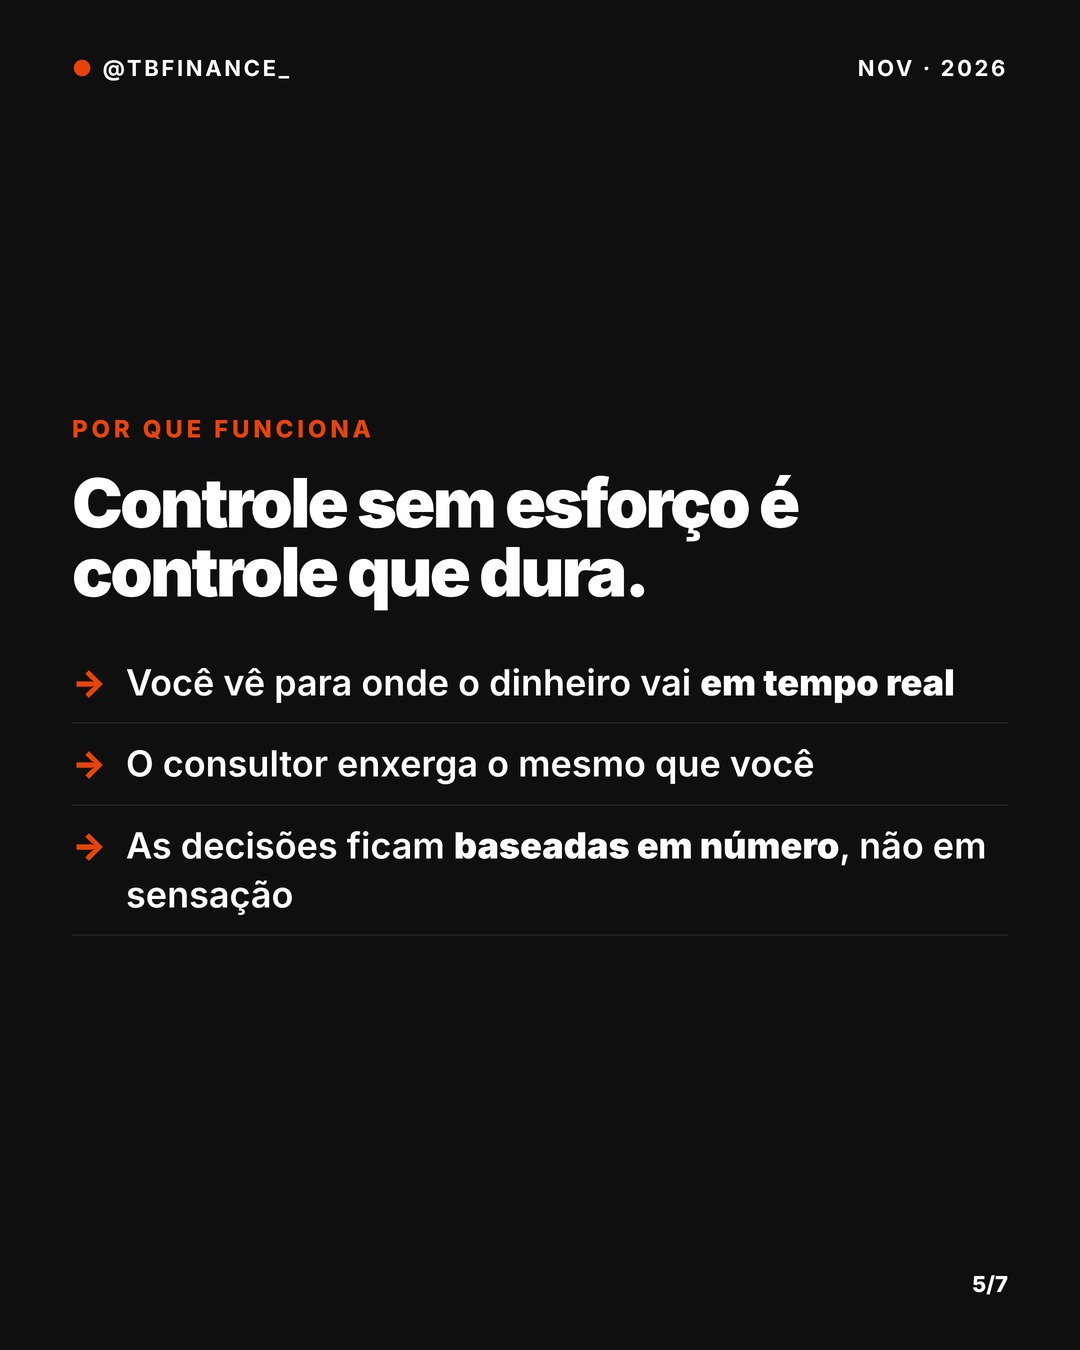 @TBFINANCE_
NOV · 2026
POR QUE FUNCIONA
Controle sem esforço é
controle que dura.
→ Você vê para onde o dinheiro vai em tempo real
→ O consultor enxerga o mesmo que você
→ As decisões ficam baseadas em número, não em
sensação
5/7